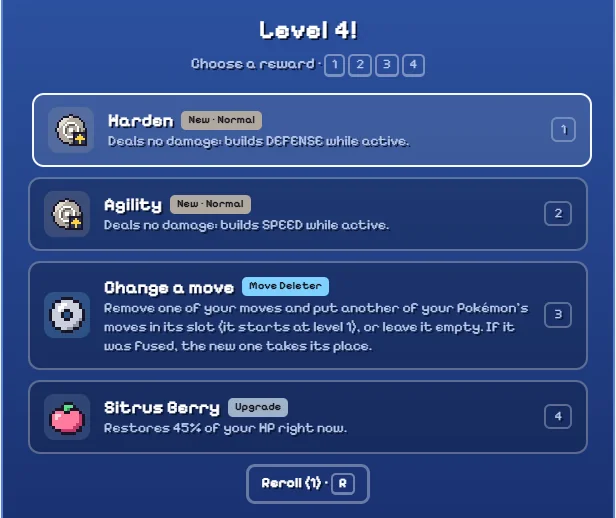 Level 4!
Choose a reward · 1 2 3 4
Harden New · Normal
Deals no damage: builds DEFENSE while active.
1
Agility New · Normal
Deals no damage: builds SPEED while active.
2
Change a move Move Deleter
Remove one of your moves and put another of your Pokémon's
moves in its slot (it starts at level 1), or leave it empty. If it
was fused, the new one takes its place.
3
Sitrus Berry Upgrade
Restores 45% of your HP right now.
4
Reroll (1) · R